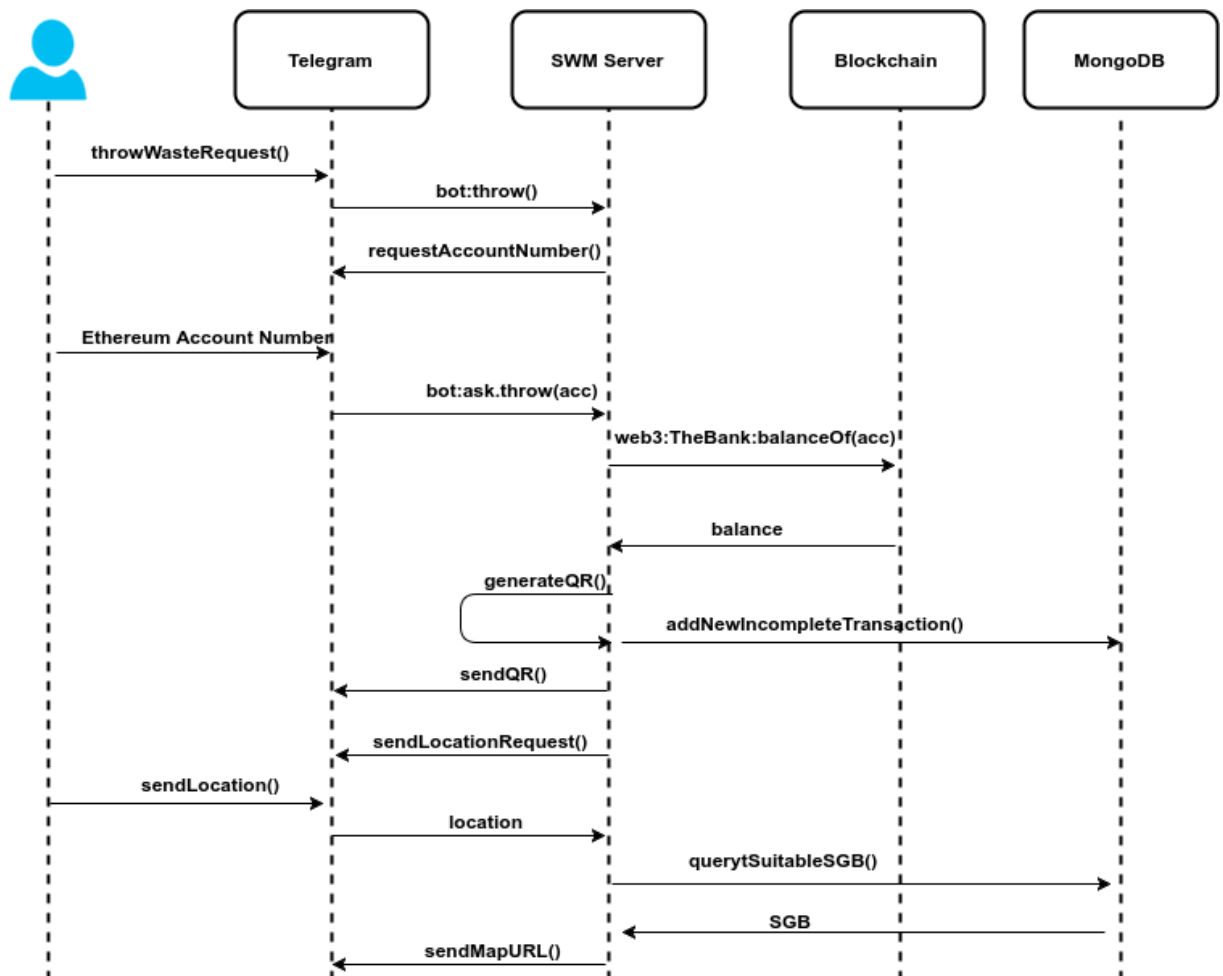 Telegram
SWM Server
Blockchain
MongoDB
throwWasteRequest()
bot:throw()
requestAccountNumber()
Ethereum Account Number
bot:ask.throw(acc)
web3:TheBank:balanceOf(acc)
balance
generateQR()
addNewIncompleteTransaction()
sendQR()
sendLocationRequest()
sendLocation()
location
querytSuitableSGB()
SGB
sendMapURL()